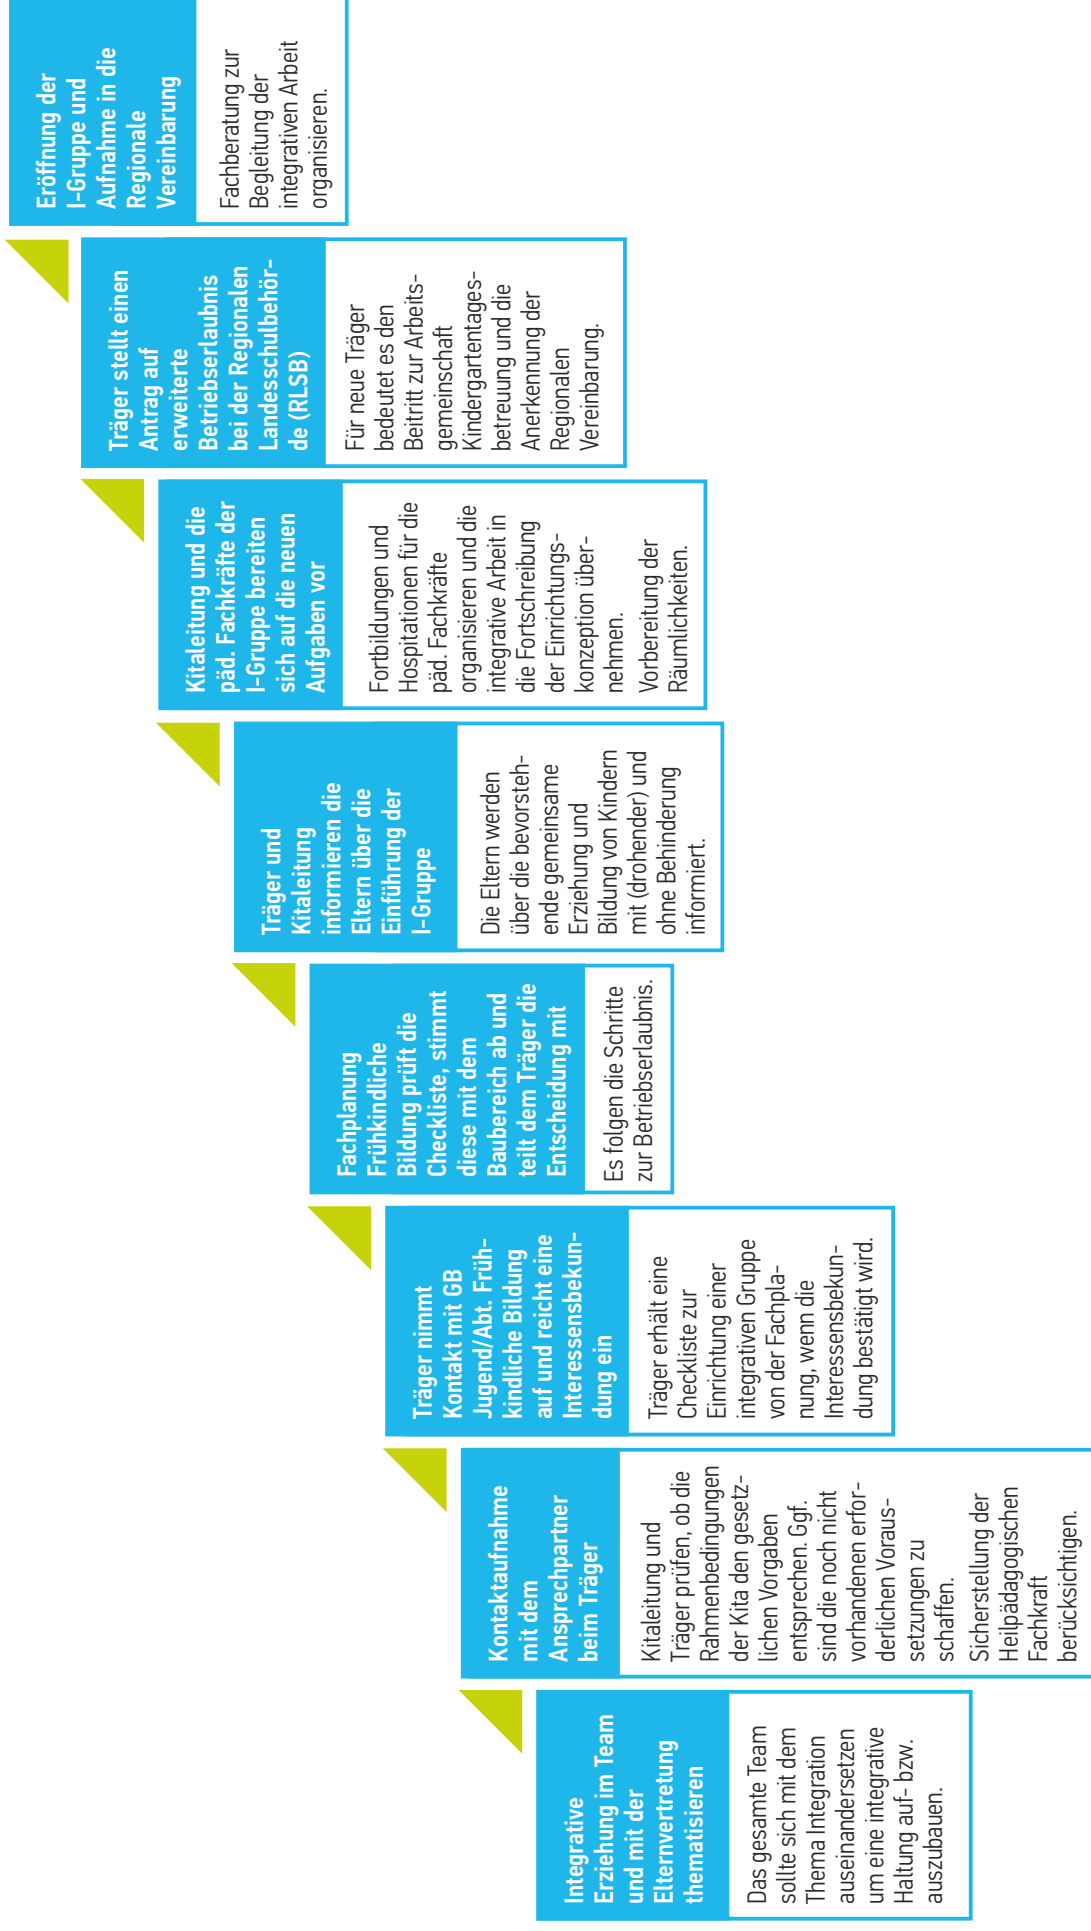 Integrative
Erziehung im Team
und mit der
Elternvertretung
thematisieren
Das gesamte Team
sollte sich mit dem
Thema Integration
auseinandersetzen
um eine integrative
Haltung auf- bzw.
auszubauen.
Kontaktaufnahme
mit dem
Ansprechpartner
beim Träger
Kitaleitung und
Träger prüfen, ob die
Rahmenbedingungen
der Kita den gesetz-
lichen Vorgaben
entsprechen. Ggf.
sind die noch nicht
vorhandenen erfor-
derlichen Voraus-
setzungen zu
schaffen.
Sicherstellung der
Heilpädagogischen
Fachkraft
berücksichtigen.
Träger nimmt
Kontakt mit GB
Jugend/Abt. Früh-
kindliche Bildung
auf und reicht eine
Interessensbekun-
dung ein
Träger erhält eine
Checkliste zur
Einrichtung einer
integrativen Gruppe
von der Fachpla-
nung, wenn die
Interessensbekun-
dung bestätigt wird.
Fachplanung
Frühkindliche
Bildung prüft die
Checkliste, stimmt
diese mit dem
Baubereich ab und
teilt dem Träger die
Entscheidung mit
Es folgen die Schritte
zur Betriebserlaubnis.
Träger und
Kitaleitung
informieren die
Eltern über die
Einführung der
I-Gruppe
Die Eltern werden
über die bevorsteh-
ende gemeinsame
Erziehung und
Bildung von Kindern
mit (drohender) und
ohne Behinderung
informiert.
Kitaleitung und die
päd. Fachkräfte der
I-Gruppe bereiten
sich auf die neuen
Aufgaben vor
Fortbildungen und
Hospitationen für die
päd. Fachkräfte
organisieren und die
integrative Arbeit in
die Fortschreibung
der Einrichtungs-
konzeption über-
nehmen.
Vorbereitung der
Räumlichkeiten.
Träger stellt einen
Antrag auf
erweiterte
Betriebserlaubnis
bei der Regionalen
Landesschulbehör-
de (RLSB)
Für neue Träger
bedeutet es den
Beitritt zur Arbeits-
gemeinschaft
Kindergartentages-
betreuung und die
Anerkennung der
Regionalen
Vereinbarung.
Eröffnung der
I-Gruppe und
Aufnahme in die
Regionale
Vereinbarung
Fachberatung zur
Begleitung der
integrativen Arbeit
organisieren.